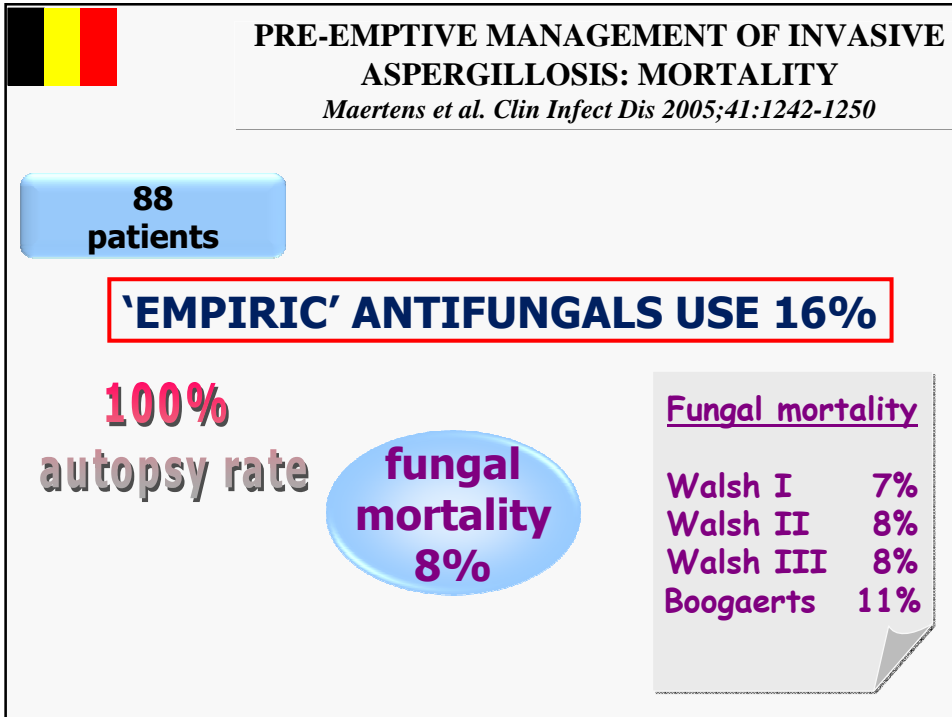 PRE-EMPTIVE MANAGEMENT OF INVASIVE
ASPERGILLOSIS: MORTALITY
Maertens et al. Clin Infect Dis 2005;41:1242-1250
88
patients
‘EMPIRIC’ ANTIFUNGALS USE 16%
100%
autopsy rate
fungal
mortality
8%
Fungal mortality
Walsh I 7%
Walsh II 8%
Walsh III 8%
Boogaerts 11%